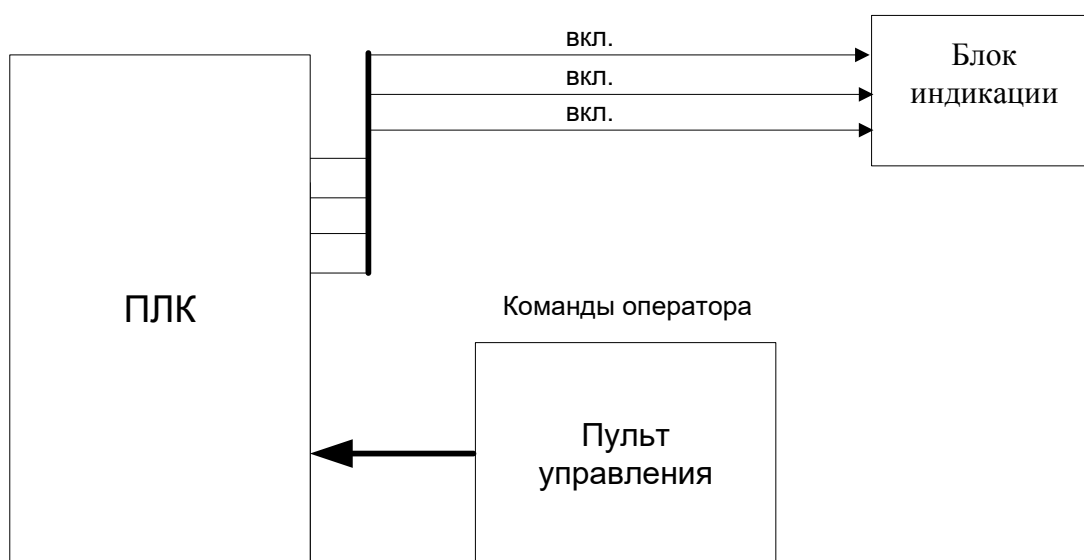 вкл.
вкл.
вкл.
Блок
индикации
ПЛК
Команды оператора
Пульт
управления